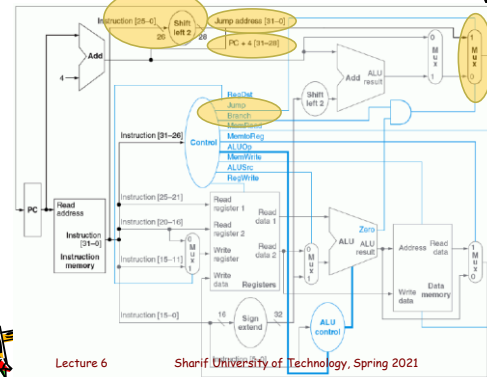 Instruction [25–0]
Shift
left 2
Jump address [31–0]
26
28
PC + 4 [31–28]
Add
4
0
M
u
x
1
1
M
u
x
0
Add
ALU
result
Shift
left 2
RegDst
Jump
Branch
MemRead
MemtoReg
ALUOp
MemWrite
ALUSrc
RegWrite
Instruction [31–26]
Control
PC
Read
address
Instruction
[31–0]
Instruction
memory
Instruction [25–21]
Instruction [20–16]
Instruction [15–11]
0
M
u
x
1
Read
register 1
Read
register 2
Write
register
Write
data
Read
data 1
Read
data 2
Registers
0
M
u
x
1
Zero
ALU
ALU
result
Address
Read
data
Data
memory
Write
data
1
M
u
x
0
Instruction [15–0]
16
Sign
extend
32
ALU
control
Lecture 6
Sharif University of Technology, Spring 2021